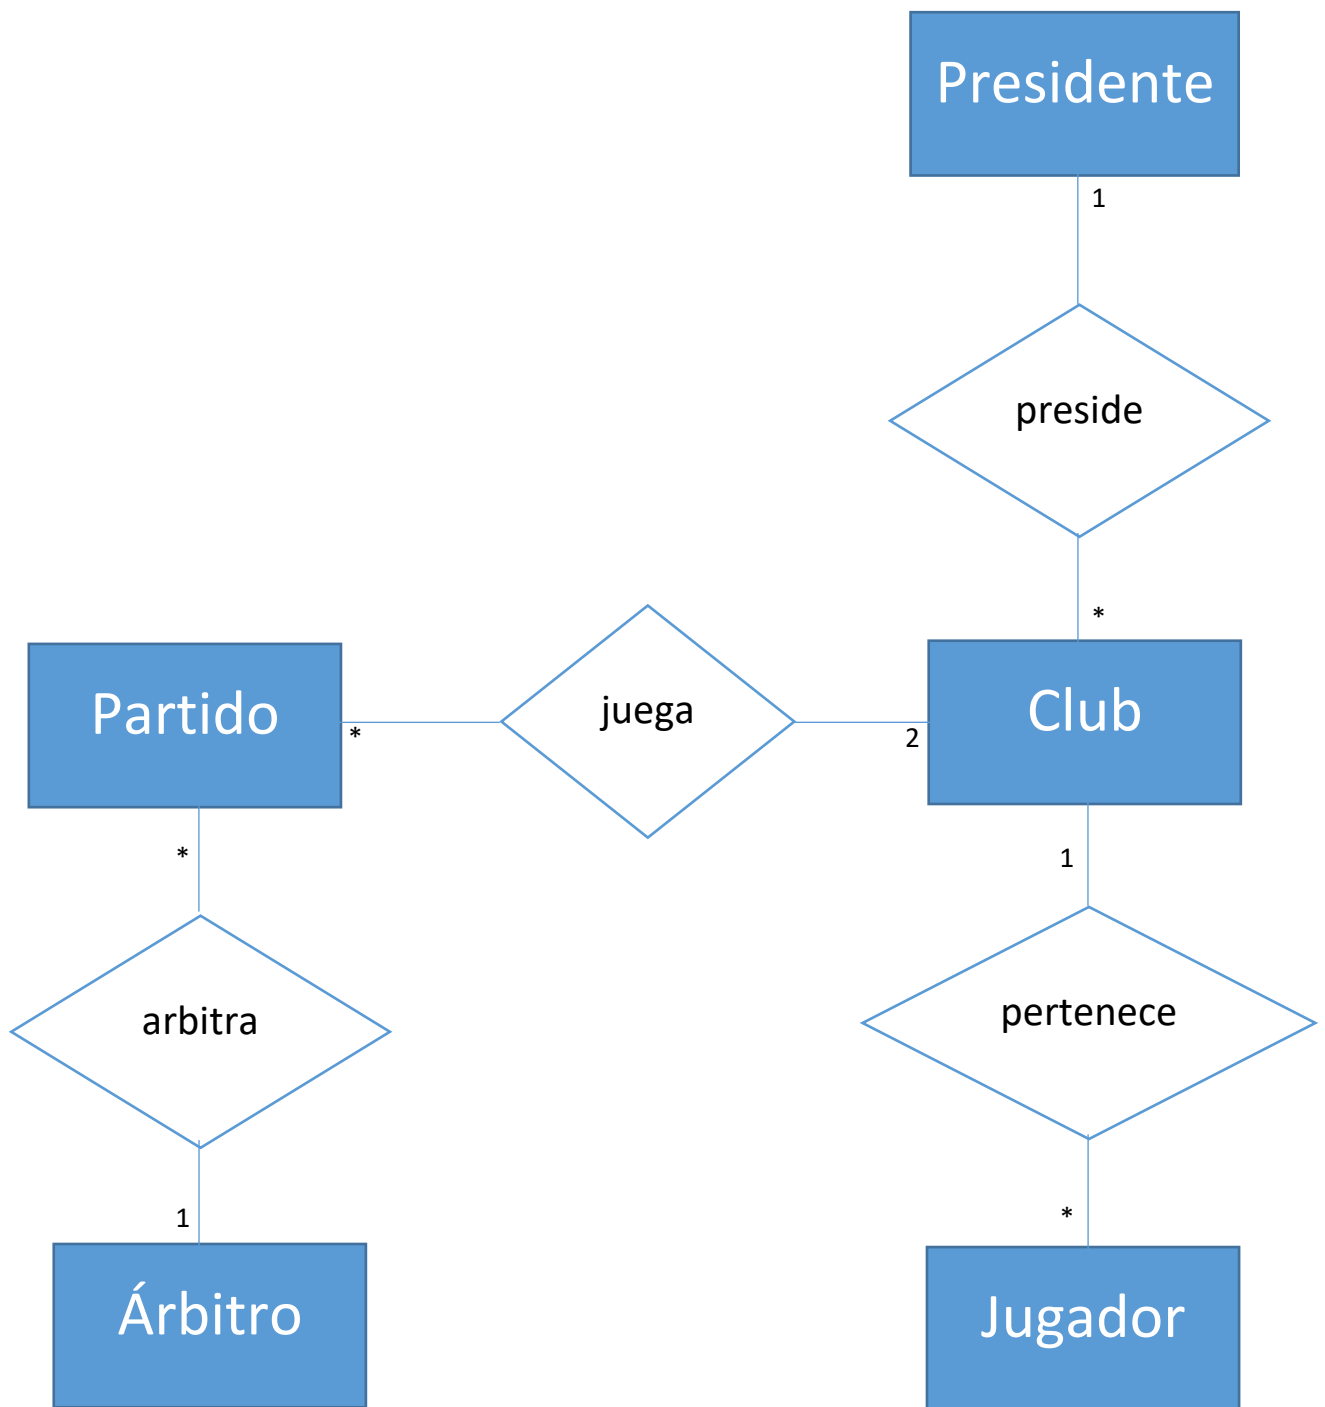 Presidente
1
preside
*
Partido
*
juega
2
Club
*
1
arbitra
pertenece
1
*
Árbitro
Jugador